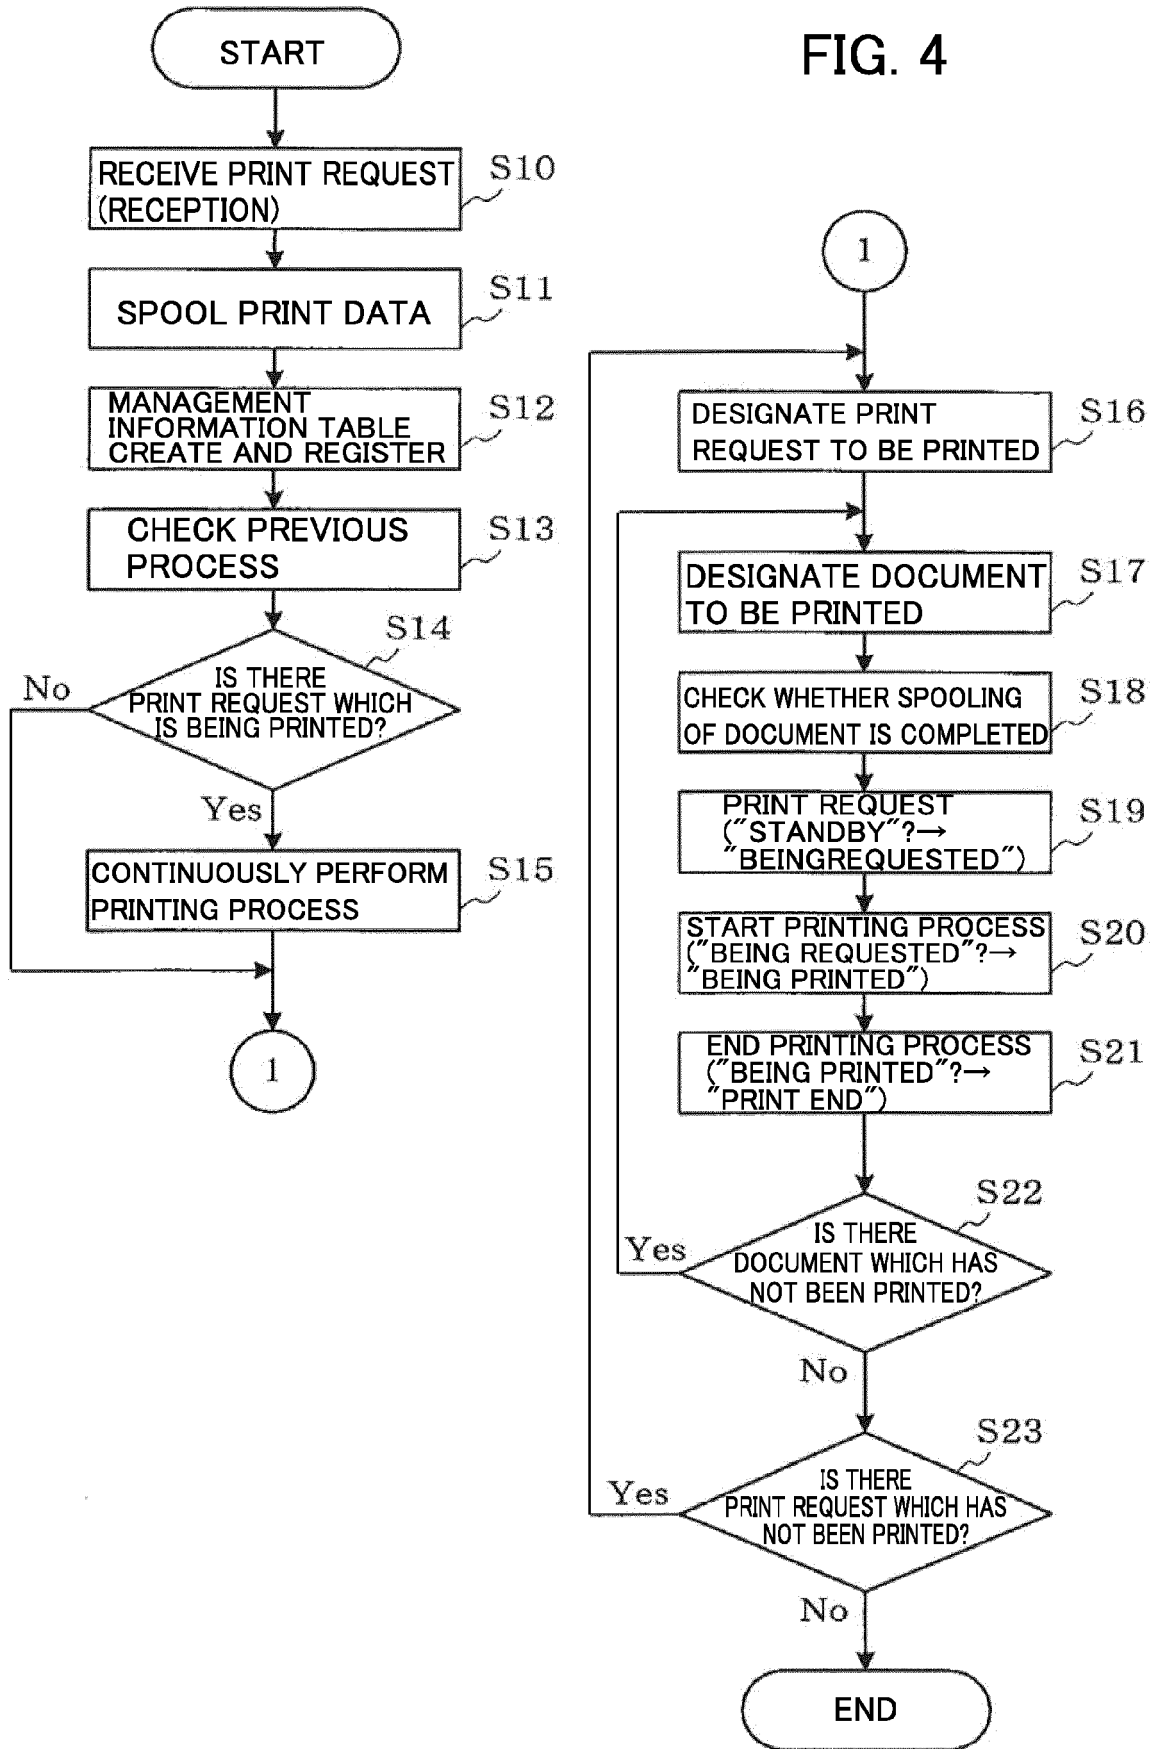 FIG. 4
START
RECEIVE PRINT REQUEST
(RECEPTION)
S10
SPOOL PRINT DATA
S11
MANAGEMENT
INFORMATION TABLE
CREATE AND REGISTER
S12
CHECK PREVIOUS
PROCESS
S13
S14
IS THERE
PRINT REQUEST WHICH
IS BEING PRINTED?
No
Yes
CONTINUOUSLY PERFORM
PRINTING PROCESS
S15
1
1
DESIGNATE PRINT
REQUEST TO BE PRINTED
S16
DESIGNATE DOCUMENT
TO BE PRINTED
S17
CHECK WHETHER SPOOLING
OF DOCUMENT IS COMPLETED
S18
PRINT REQUEST
("STANDBY"?→
"BEINGREQUESTED")
S19
START PRINTING PROCESS
("BEING REQUESTED"?→
"BEING PRINTED")
S20
END PRINTING PROCESS
("BEING PRINTED"?→
"PRINT END")
S21
S22
IS THERE
DOCUMENT WHICH HAS
NOT BEEN PRINTED?
Yes
No
S23
IS THERE
PRINT REQUEST WHICH HAS
NOT BEEN PRINTED?
Yes
No
END